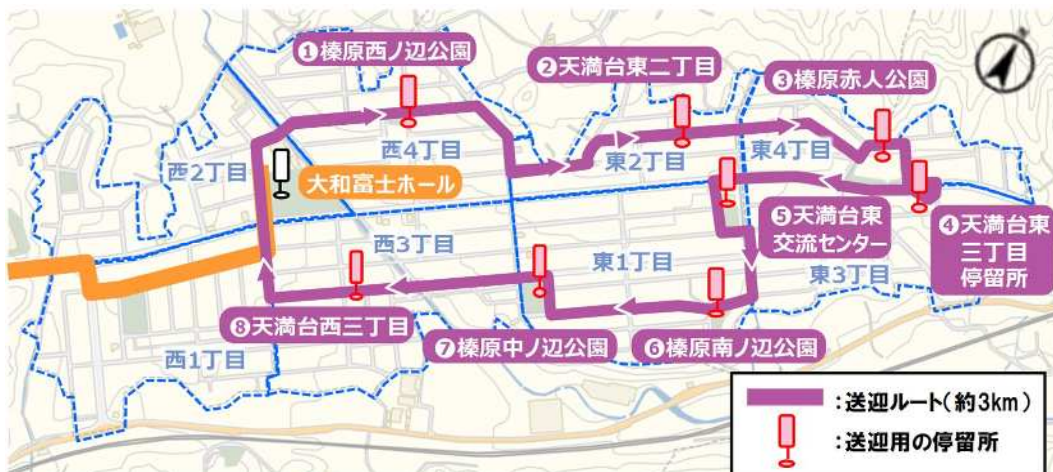 ❶榛原西ノ辺公園
❷天満台東二丁目
❸榛原赤人公園
西4丁目
東2丁目
東4丁目
西2丁目
大和富士ホール
❺天満台東
交流センター
❹天満台東
三丁目
停留所
西3丁目
東1丁目
東3丁目
❽天満台西三丁目
❼榛原中ノ辺公園
❻榛原南ノ辺公園
西1丁目
:送迎ルート(約3km)
:送迎用の停留所